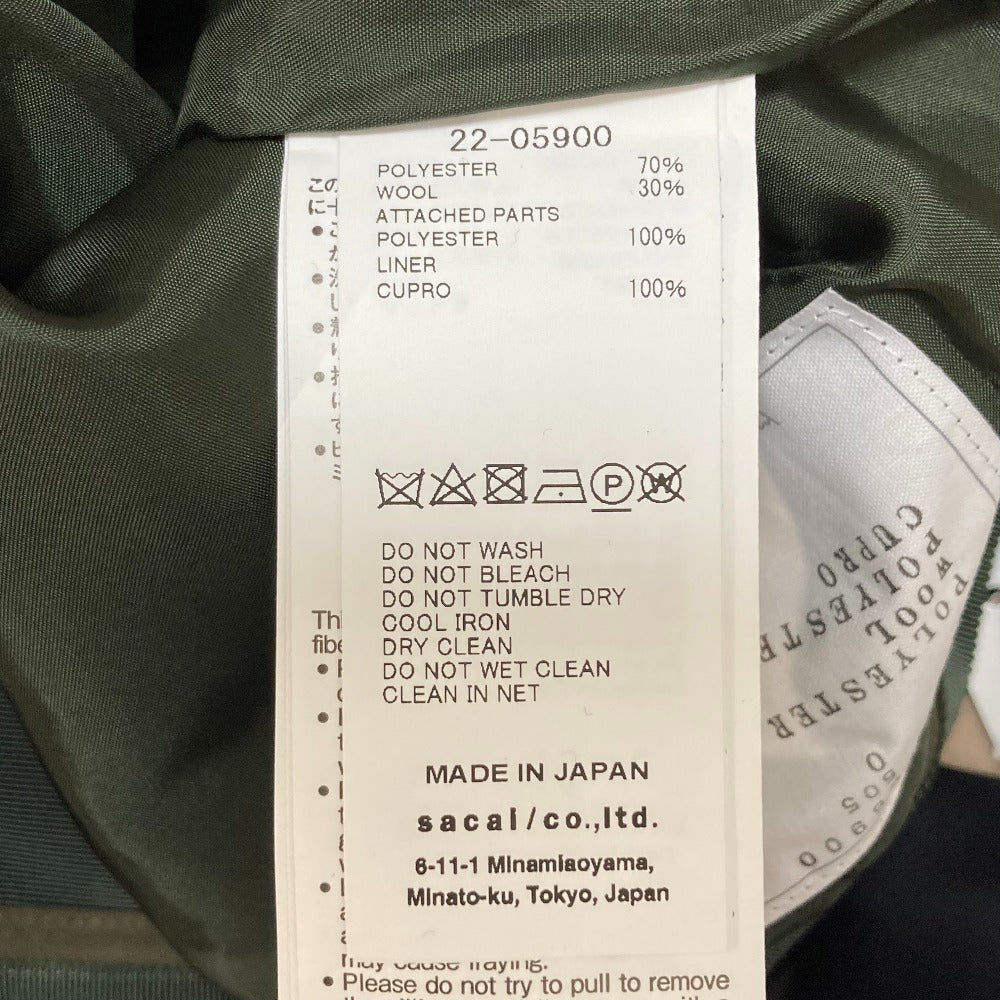 22-05900
POLYESTER 70%
WOOL 30%
ATTACHED PARTS
POLYESTER 100%
LINER
CUPRO 100%
P
W
DO NOT WASH
DO NOT BLEACH
DO NOT TUMBLE DRY
COOL IRON
DRY CLEAN
DO NOT WET CLEAN
CLEAN IN NET
MADE IN JAPAN
sacai/co.,ltd.
6-11-1 Minamiaoyama,
Minato-ku, Tokyo, Japan
may cause fraying.
• Please do not try to pull to remove
CUPRO
WOOL
POLYESTER